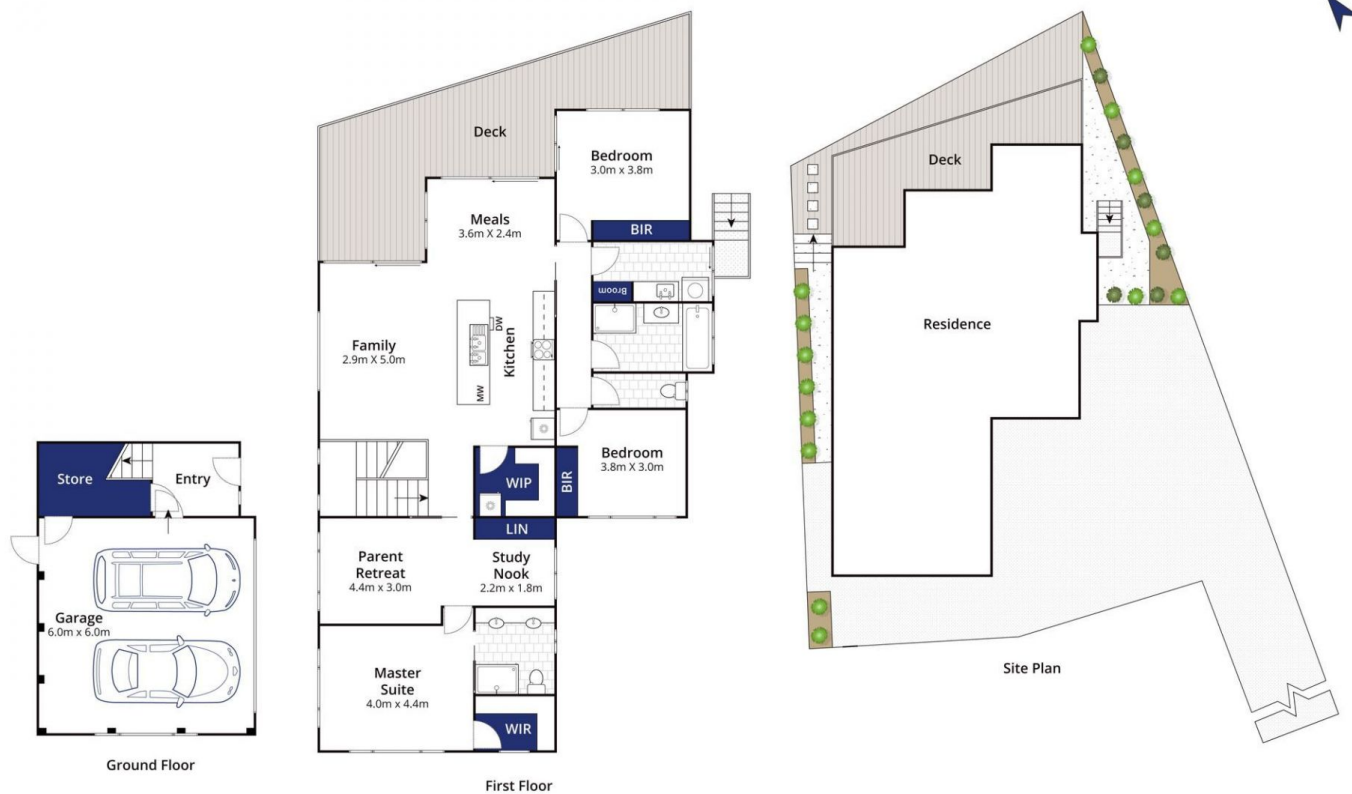 Store
Entry
Garage
6.0m x 6.0m
Ground Floor
Deck
Bedroom
3.0m x 3.8m
BIR
Meals
3.6m X 2.4m
Broom
Family
2.9m X 5.0m
DW
Kitchen
MW
Bedroom
3.8m X 3.0m
BIR
WIP
LIN
Parent
Retreat
4.4m x 3.0m
Study
Nook
2.2m x 1.8m
Master
Suite
4.0m x 4.4m
WIR
First Floor
Deck
Residence
Site Plan